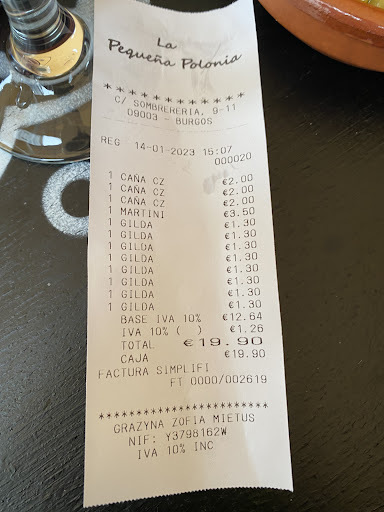 La
Pequeña Polonia
* * * * * * * * * * * *
C/ SOMBRERERIA, 9-11
09003 - BURGOS
REG 14-01-2023 15:07
000020
1 CAÑA CZ €2.00
1 CAÑA CZ €2.00
1 CAÑA CZ €2.00
1 MARTINI €3.50
1 GILDA €1.30
1 GILDA €1.30
1 GILDA €1.30
1 GILDA €1.30
1 GILDA €1.30
1 GILDA €1.30
1 GILDA €1.30
1 GILDA €1.30
BASE IVA 10% €12.64
IVA 10% ( ) €1.26
TOTAL €19.90
CAJA €19.90
FACTURA SIMPLIFI
FT 0000/002619
************************
GRAZYNA ZOFIA MIETUS
NIF: Y3798162W
IVA 10% INC